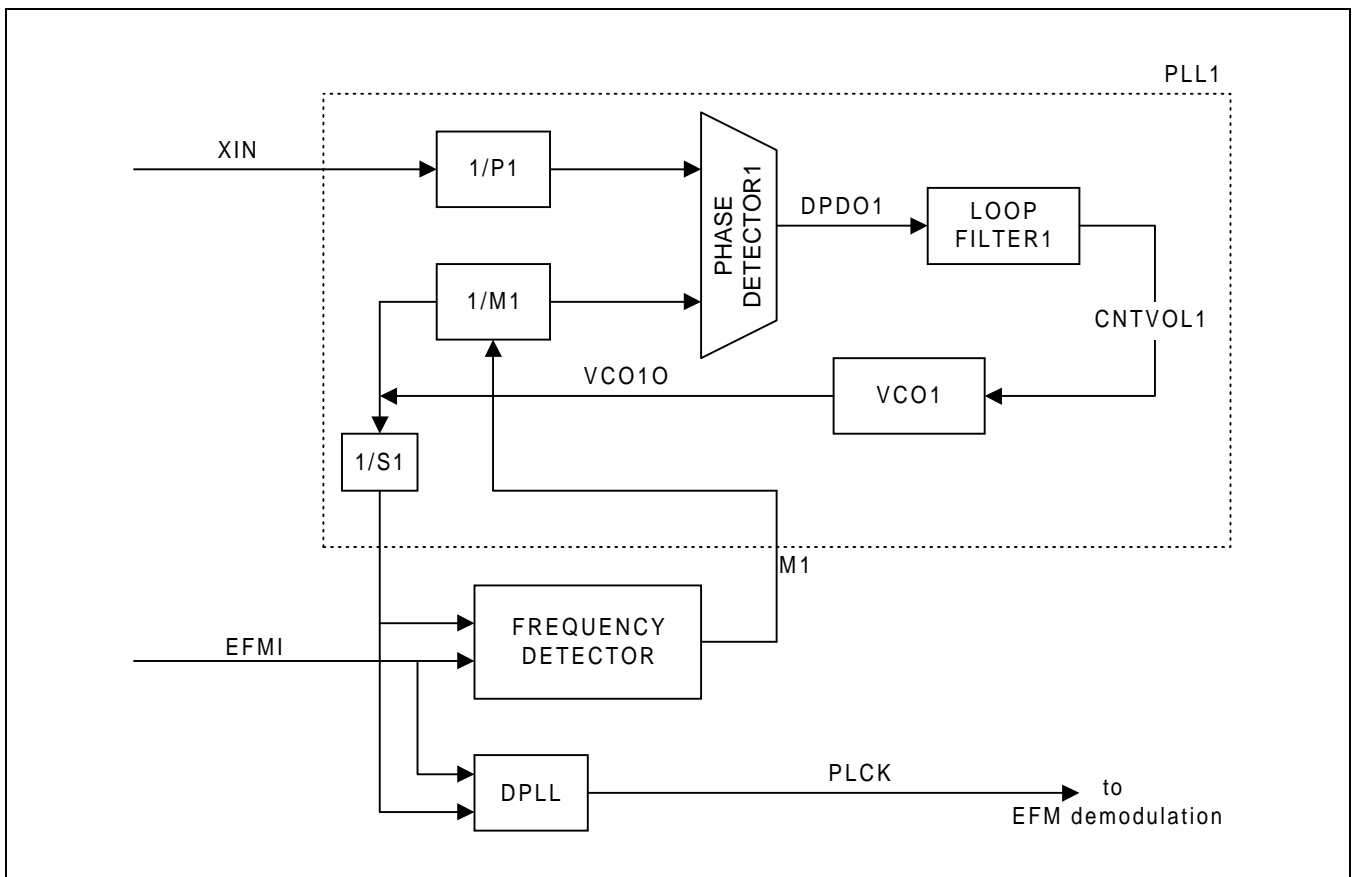 PLL1
XIN
1/P1
PHASE
DETECTOR1
DPDO1
LOOP
FILTER1
1/M1
CNTVOL1
VCO1O
VCO1
1/S1
M1
FREQUENCY
DETECTOR
EFMI
DPLL
PLCK
to
EFM demodulation